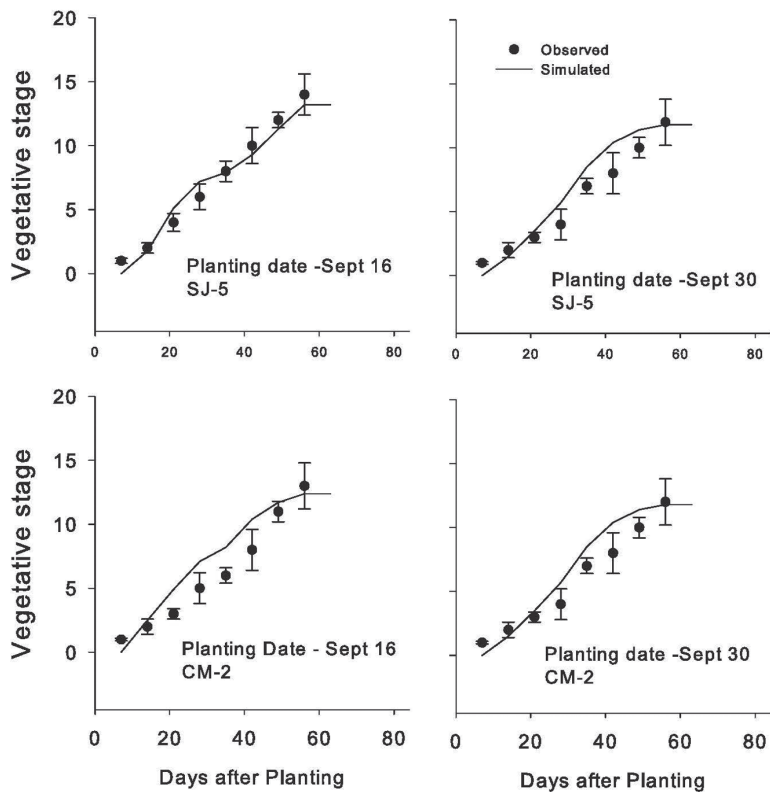 20
15
10
5
0
Vegetative stage
Planting date -Sept 16
SJ-5
0 20 40 60 80
Observed
Simulated
Planting date -Sept 30
SJ-5
0 20 40 60 80
20
15
10
5
0
Vegetative stage
Planting Date - Sept 16
CM-2
0 20 40 60 80
Days after Planting
Planting date -Sept 30
CM-2
0 20 40 60 80
Days after Planting